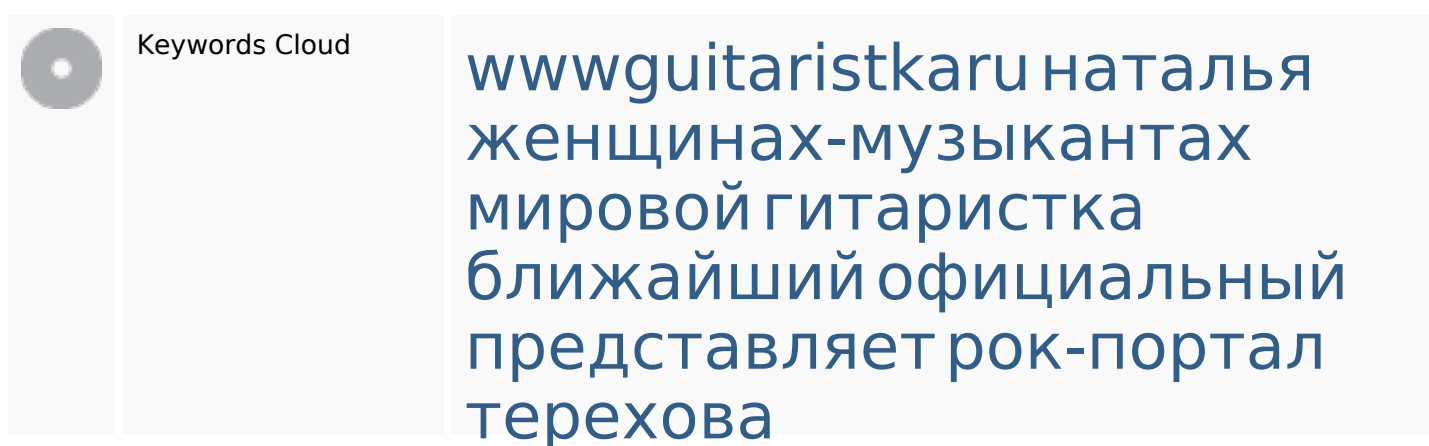 Keywords Cloud
wwwguitaristkaru наталья
женщинах-музыкантах
мировой гитаристка
ближайший официальный
представляет рок-портал
терехова